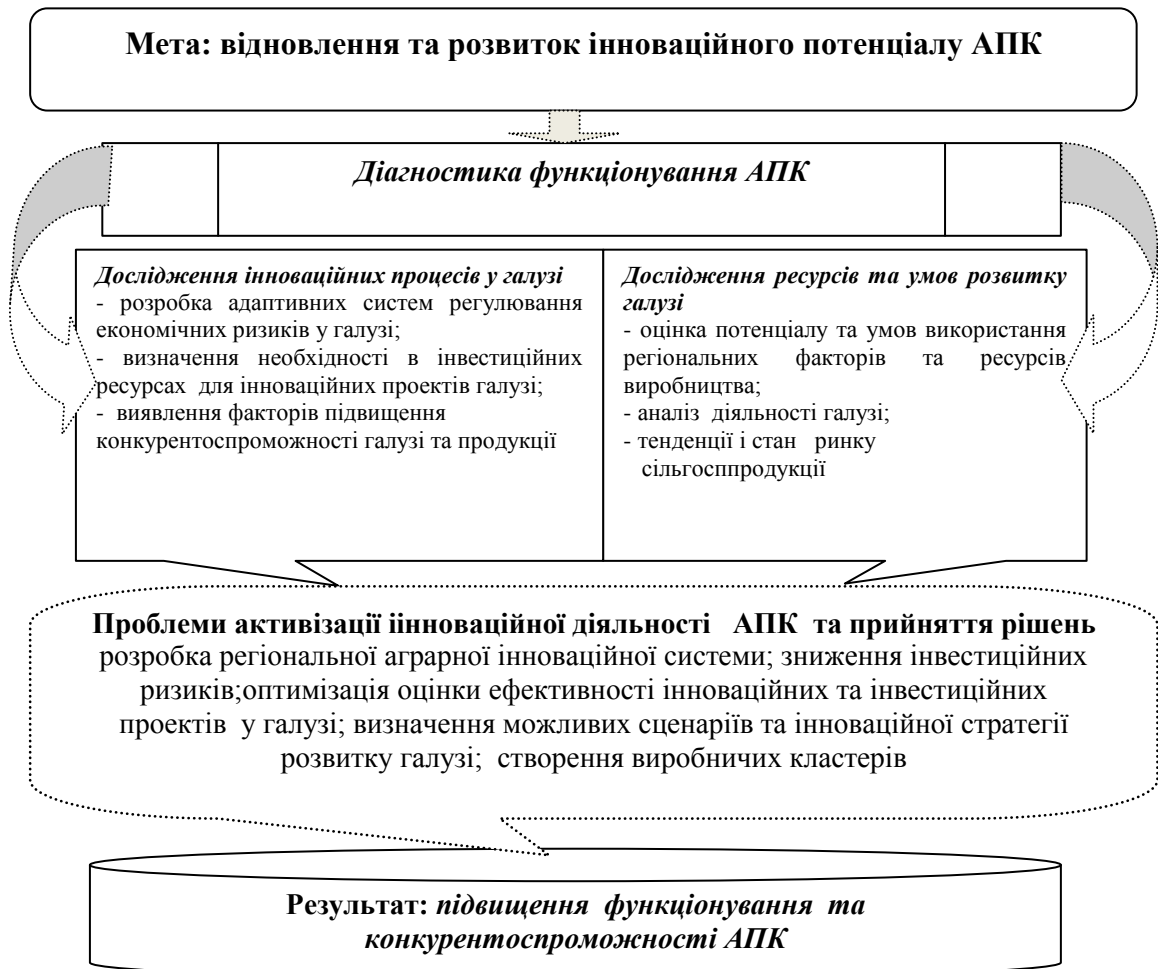 Мета: відновлення та розвиток інноваційного потенціалу АПК
Діагностика функціонування АПК
Дослідження інноваційних процесів у галузі
- розробка адаптивних систем регулювання
економічних ризиків у галузі;
- визначення необхідності в інвестиційних
ресурсах для інноваційних проектів галузі;
- виявлення факторів підвищення
конкурентоспроможності галузі та продукції
Дослідження ресурсів та умов розвитку
галузі
- оцінка потенціалу та умов використання
регіональних факторів та ресурсів
виробництва;
- аналіз діяльності галузі;
- тенденції і стан ринку
сільгосппродукції
Проблеми активізації іінноваційної діяльності АПК та прийняття рішень
розробка регіональної аграрної інноваційної системи; зниження інвестиційних
ризиків;оптимізація оцінки ефективності інноваційних та інвестиційних
проектів у галузі; визначення можливих сценаріїв та інноваційної стратегії
розвитку галузі; створення виробничих кластерів
Результат: підвищення функціонування та
конкурентоспроможності АПК